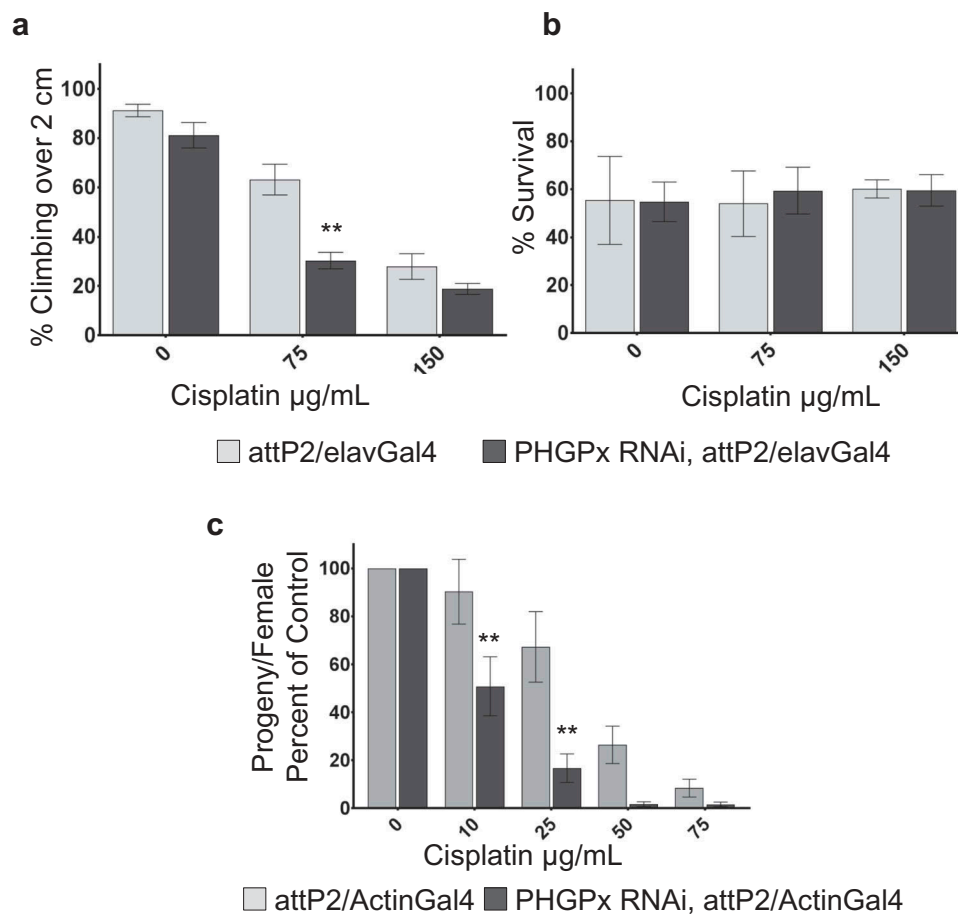 a
% Climbing over 2 cm
100
80
60
40
20
0
**
0
75
150
Cisplatin µg/mL
b
% Survival
100
80
60
40
20
0
0
75
150
Cisplatin µg/mL
attP2/elavGal4
PHGPx RNAi, attP2/elavGal4
c
Progeny/Female
Percent of Control
100
80
60
40
20
0
**
**
0
10
25
50
75
Cisplatin µg/mL
attP2/ActinGal4
PHGPx RNAi, attP2/ActinGal4